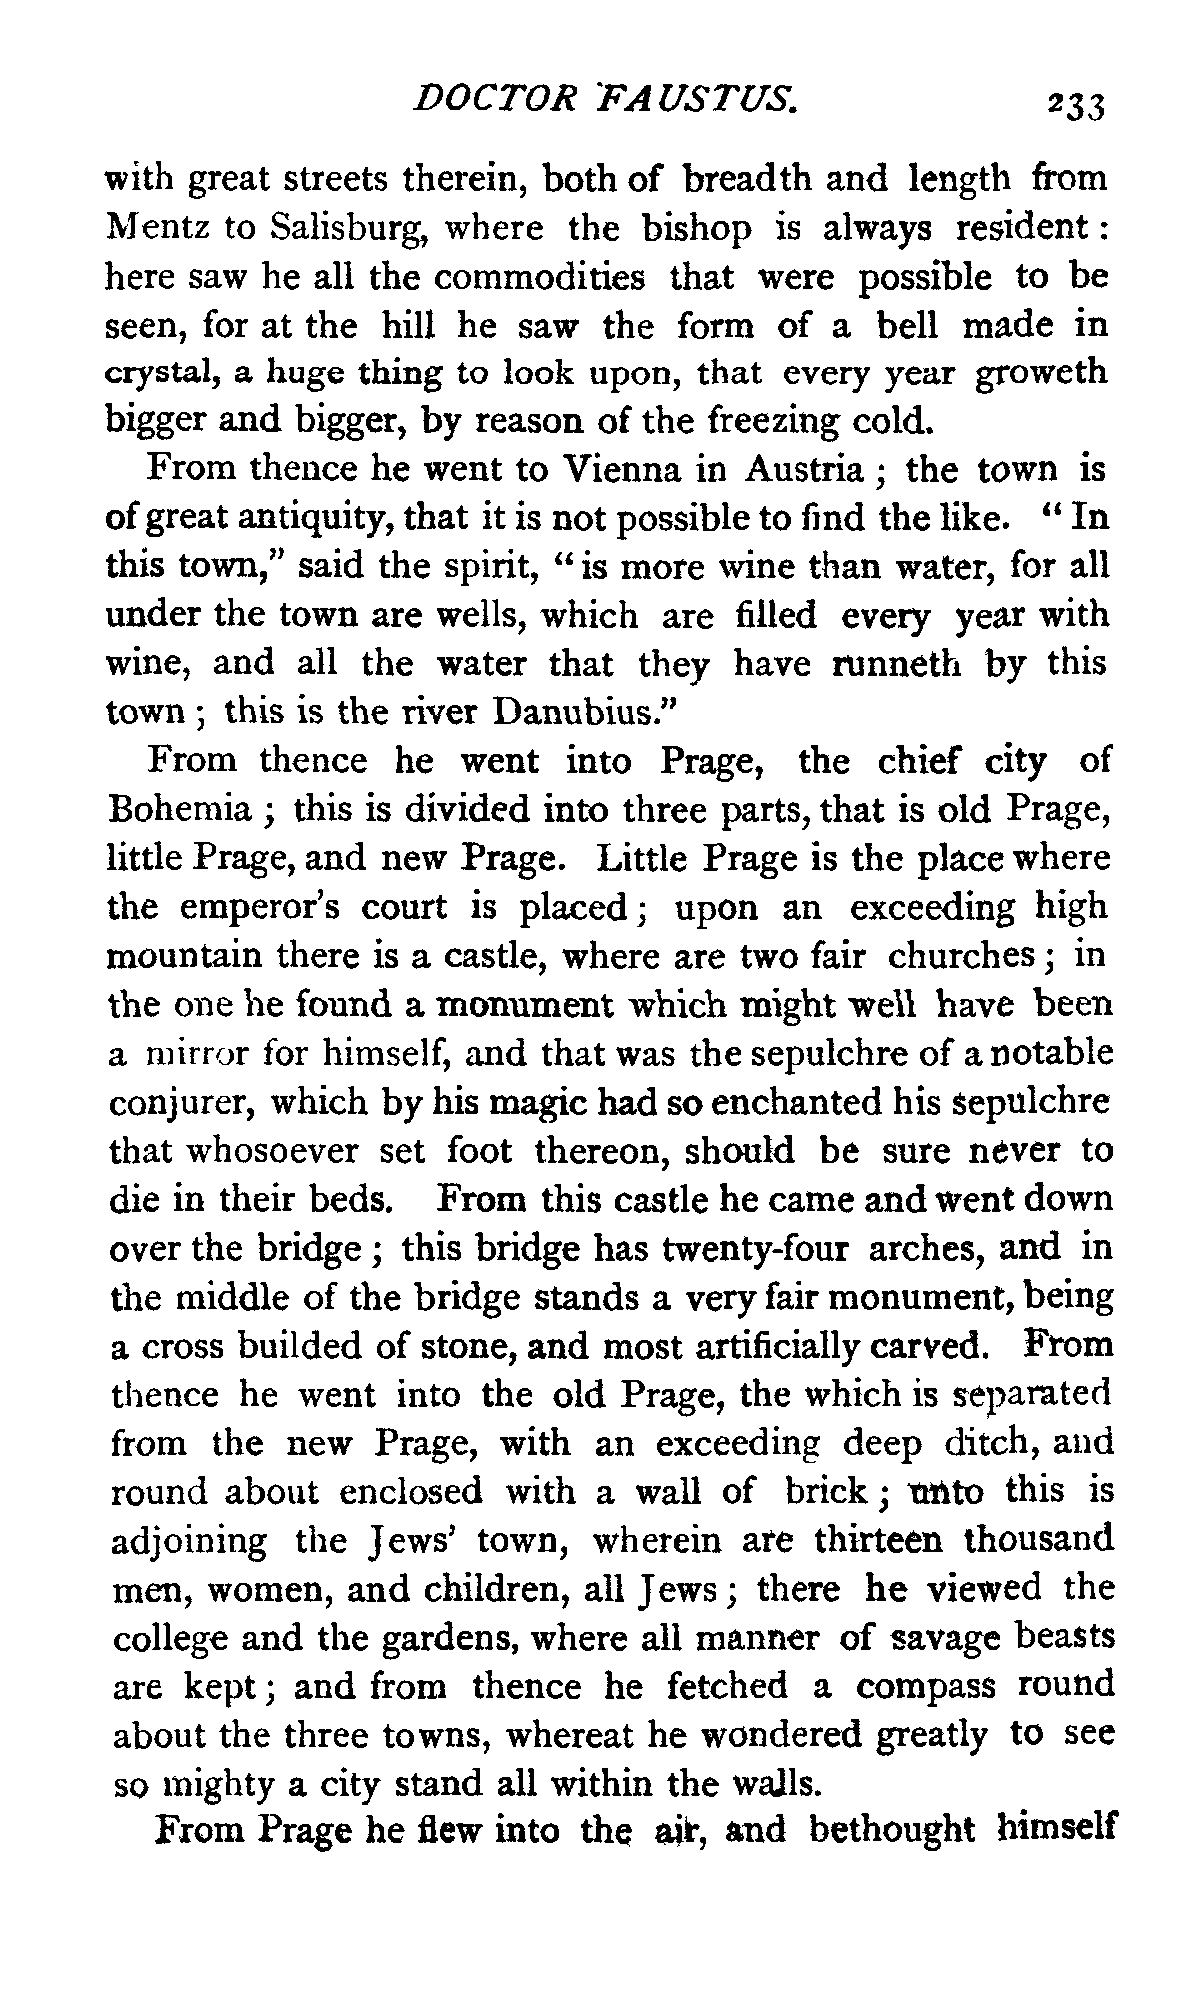 DOCTOR FAUSTUS. 233
with great streets therein, both of breadth and length from
Mentz to Salisburg, where the bishop is always resident :
here saw he all the commodities that were possible to be
seen, for at the hill he saw the form of a bell made in
crystal, a huge thing to look upon, that every year groweth
bigger and bigger, by reason of the freezing cold.
From thence he went to Vienna in Austria ; the town is
of great antiquity, that it is not possible to find the like. “ In
this town,” said the spirit, “ is more wine than water, for all
under the town are wells, which are filled every year with
wine, and all the water that they have runneth by this
town ; this is the river Danubius.”
From thence he went into Prage, the chief city of
Bohemia ; this is divided into three parts, that is old Prage,
little Prage, and new Prage. Little Prage is the place where
the emperor’s court is placed ; upon an exceeding high
mountain there is a castle, where are two fair churches ; in
the one he found a monument which might well have been
a mirror for himself, and that was the sepulchre of a notable
conjurer, which by his magic had so enchanted his sepulchre
that whosoever set foot thereon, should be sure never to
die in their beds. From this castle he came and went down
over the bridge ; this bridge has twenty-four arches, and in
the middle of the bridge stands a very fair monument, being
a cross builded of stone, and most artificially carved. From
thence he went into the old Prage, the which is separated
from the new Prage, with an exceeding deep ditch, and
round about enclosed with a wall of brick ; unto this is
adjoining the Jews’ town, wherein are thirteen thousand
men, women, and children, all Jews ; there he viewed the
college and the gardens, where all manner of savage beasts
are kept ; and from thence he fetched a compass round
about the three towns, whereat he wondered greatly to see
so mighty a city stand all within the walls.
From Prage he flew into the air, and bethought himself